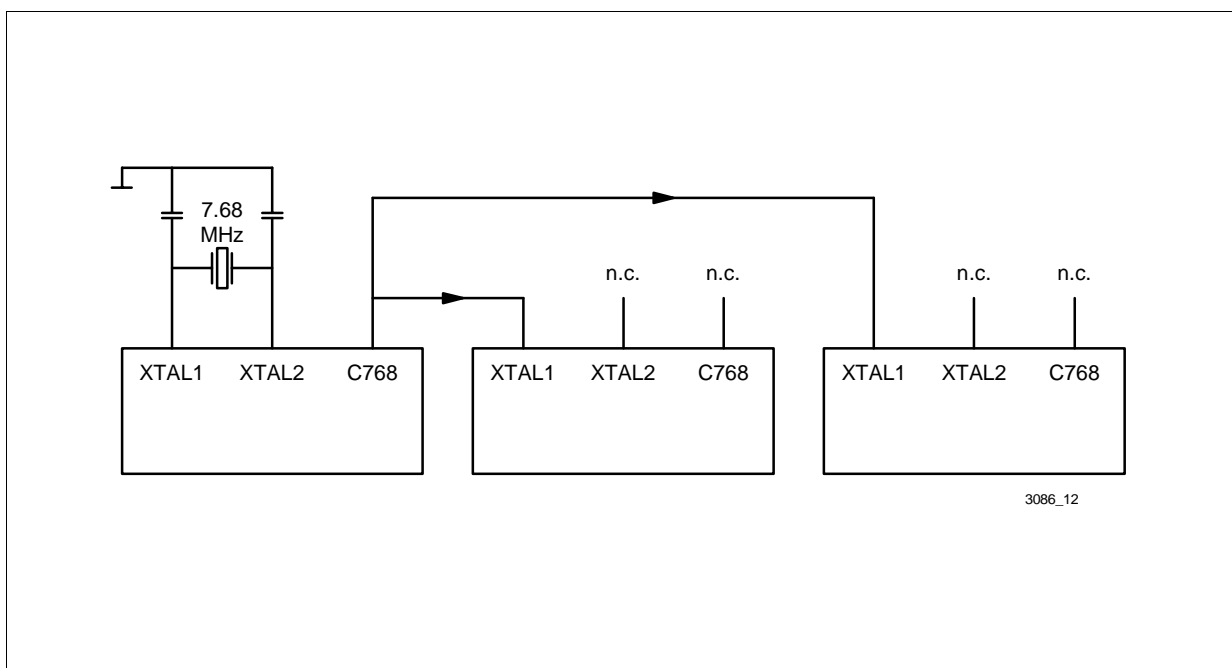 7.68
MHz
n.c. n.c. n.c. n.c.
XTAL1 XTAL2 C768 XTAL1 XTAL2 C768 XTAL1 XTAL2 C768
3086_12